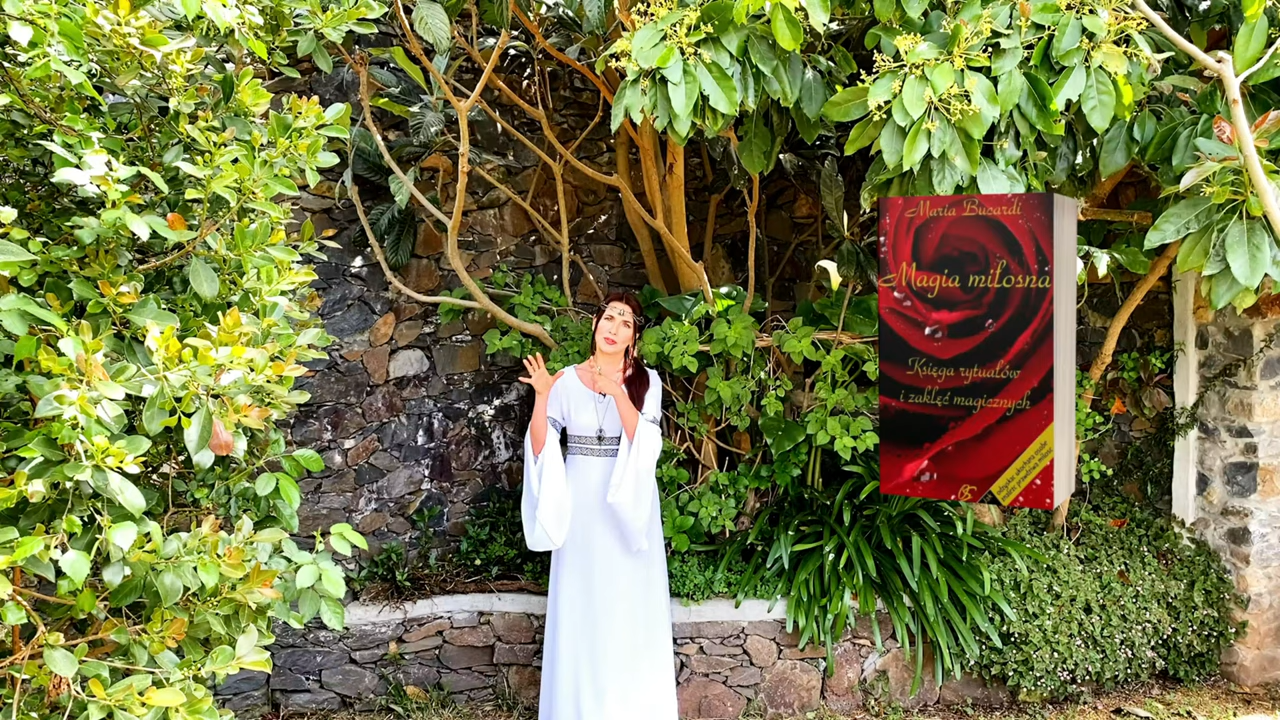 Maria Bucardi
Magia miłosna
Księga rytuałów
i zaklęć magicznych